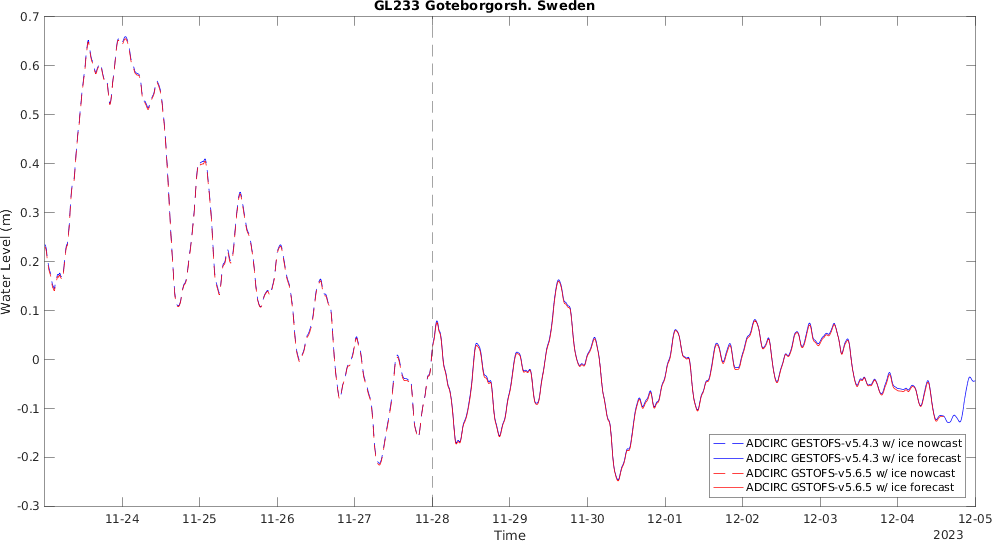 GL233 Goteborgorsh. Sweden
0.7
0.6
0.5
0.4
0.3
0.2
0.1
0
-0.1
-0.2
-0.3
Water Level (m)
ADCIRC GESTOFS-v5.4.3 w/ ice nowcast
ADCIRC GESTOFS-v5.4.3 w/ ice forecast
ADCIRC GSTOFS-v5.6.5 w/ ice nowcast
ADCIRC GSTOFS-v5.6.5 w/ ice forecast
11-24 11-25 11-26 11-27 11-28 11-29 11-30 12-01 12-02 12-03 12-04 12-05
Time
2023